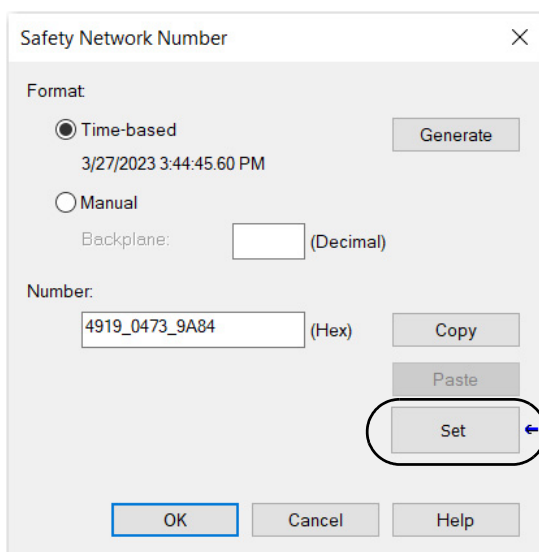 Safety Network Number
Format:
Time-based
Generate
3/27/2023 3:44:45.60 PM
Manual
Backplane:
(Decimal)
Number:
4919_0473_9A84
(Hex)
Copy
Paste
Set
OK
Cancel
Help